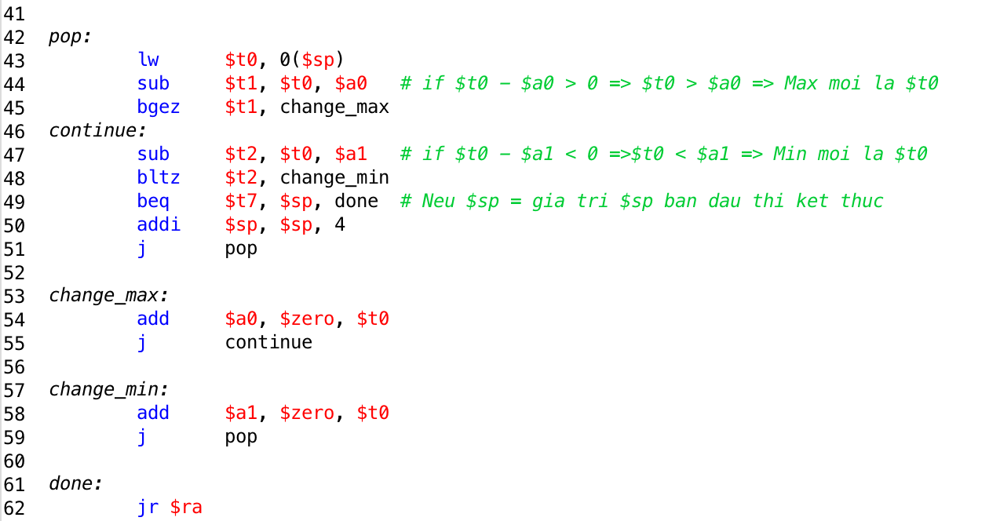 41
42 pop:
43 lw $t0, 0($sp)
44 sub $t1, $t0, $a0 # if $t0 − $a0 > 0 => $t0 > $a0 => Max moi la $t0
45 bgez $t1, change_max
46 continue:
47 sub $t2, $t0, $a1 # if $t0 − $a1 < 0 =>$t0 < $a1 => Min moi la $t0
48 bltz $t2, change_min
49 beq $t7, $sp, done # Neu $sp = gia tri $sp ban dau thi ket thuc
50 addi $sp, $sp, 4
51 j pop
52
53 change_max:
54 add $a0, $zero, $t0
55 j continue
56
57 change_min:
58 add $a1, $zero, $t0
59 j pop
60
61 done:
62 jr $ra